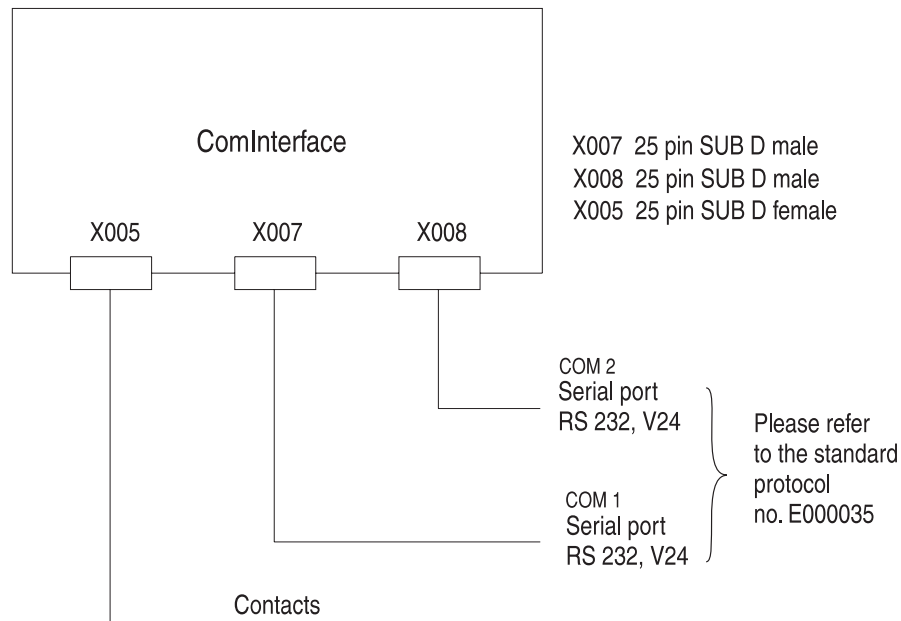 ComInterface
X007 25 pin SUB D male
X008 25 pin SUB D male
X005 25 pin SUB D female
X005
X007
X008
COM 2
Serial port
RS 232, V24
Please refer
to the standard
protocol
no. E000035
COM 1
Serial port
RS 232, V24
Contacts